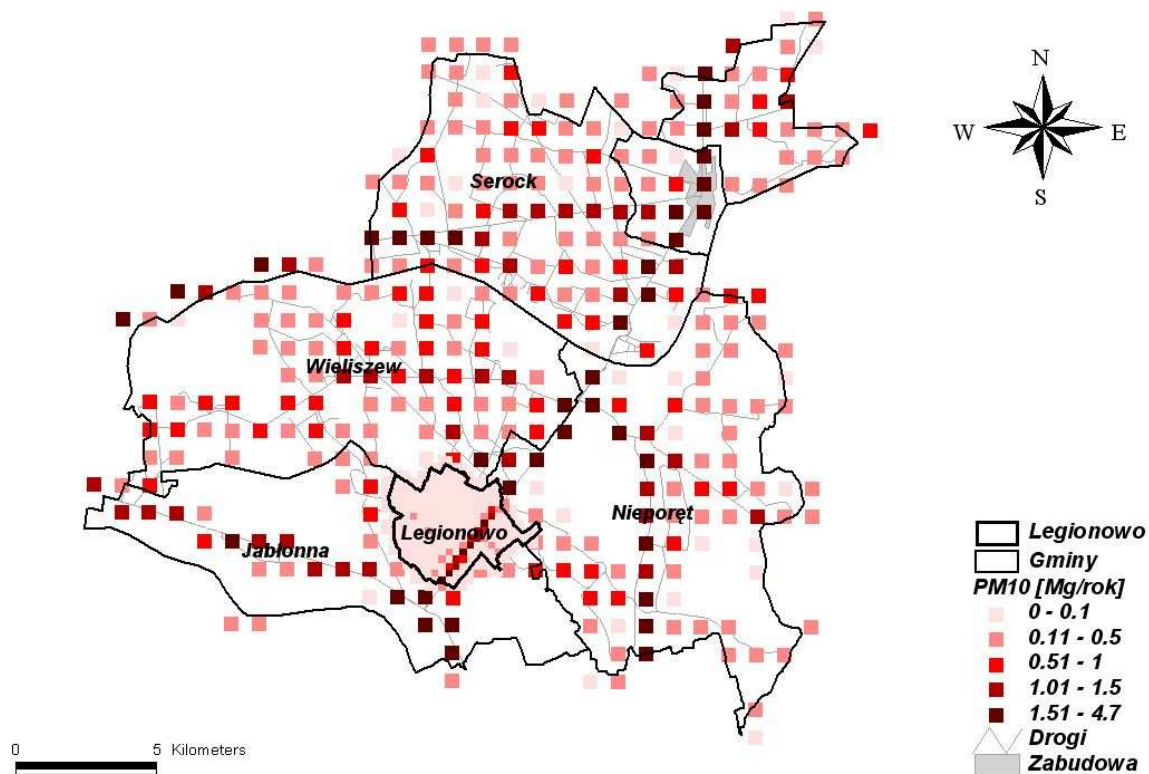 N
W E
S
Serock
Wieliszew
Legionowo
Nieporęt
Jabłonna
Legionowo
Gminy
PM10 [Mg/rok]
0 - 0.1
0.11 - 0.5
0.51 - 1
1.01 - 1.5
1.51 - 4.7
Drogi
Zabudowa
0 5 Kilometers